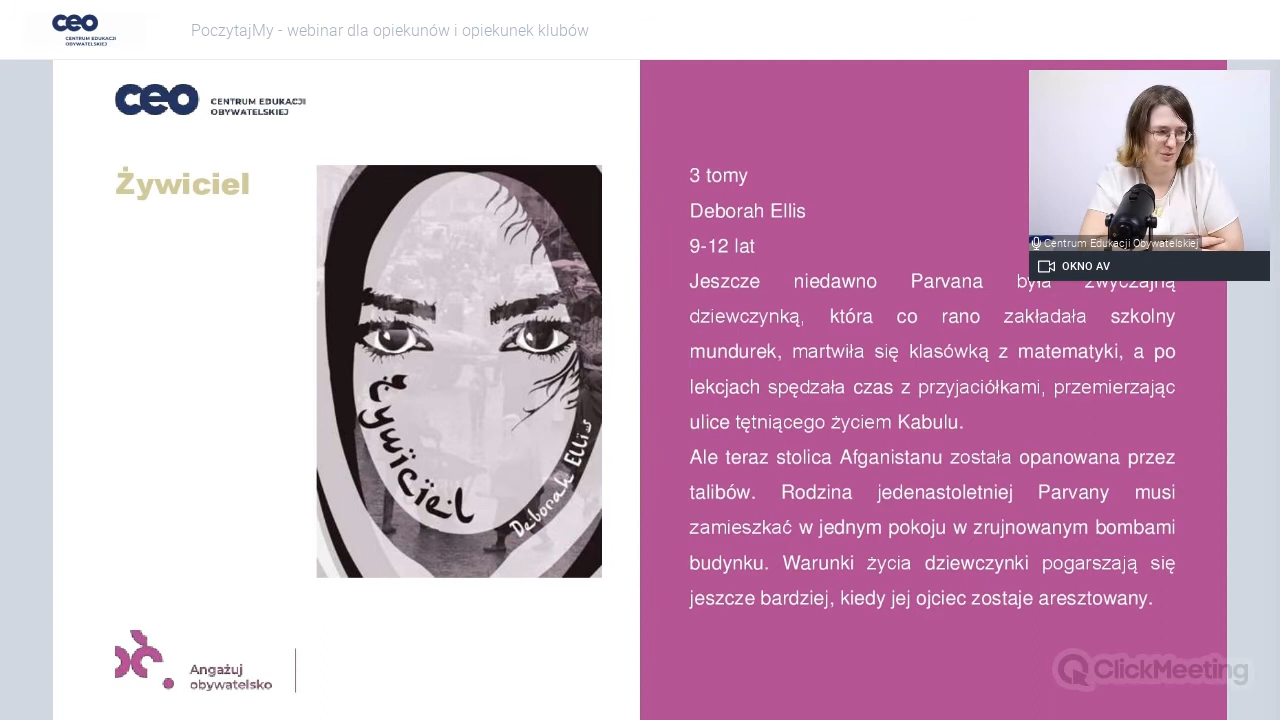 ceo
CENTRUM EDUKACJI
OBYWATELSKIEJ
PoczytajMy - webinar dla opiekunów i opiekunek klubów
ceo
CENTRUM EDUKACJI
OBYWATELSKIEJ
Żywiciel
żywiciel
Deborah Ellis
Angażuj
obywatelsko
3 tomy
Deborah Ellis
9-12 lat
Jeszcze niedawno Parvana była zwyczajną
dziewczynką, która co rano zakładała szkolny
mundurek, martwiła się klasówką z matematyki, a po
lekcjach spędzała czas z przyjaciółkami, przemierzając
ulice tętniącego życiem Kabulu.
Ale teraz stolica Afganistanu została opanowana przez
talibów. Rodzina jedenastoletniej Parvany musi
zamieszkać w jednym pokoju w zrujnowanym bombami
budynku. Warunki życia dziewczynki pogarszają się
jeszcze bardziej, kiedy jej ojciec zostaje aresztowany.
Centrum Edukacji Obywatelskiej
OKNO AV
ClickMeeting